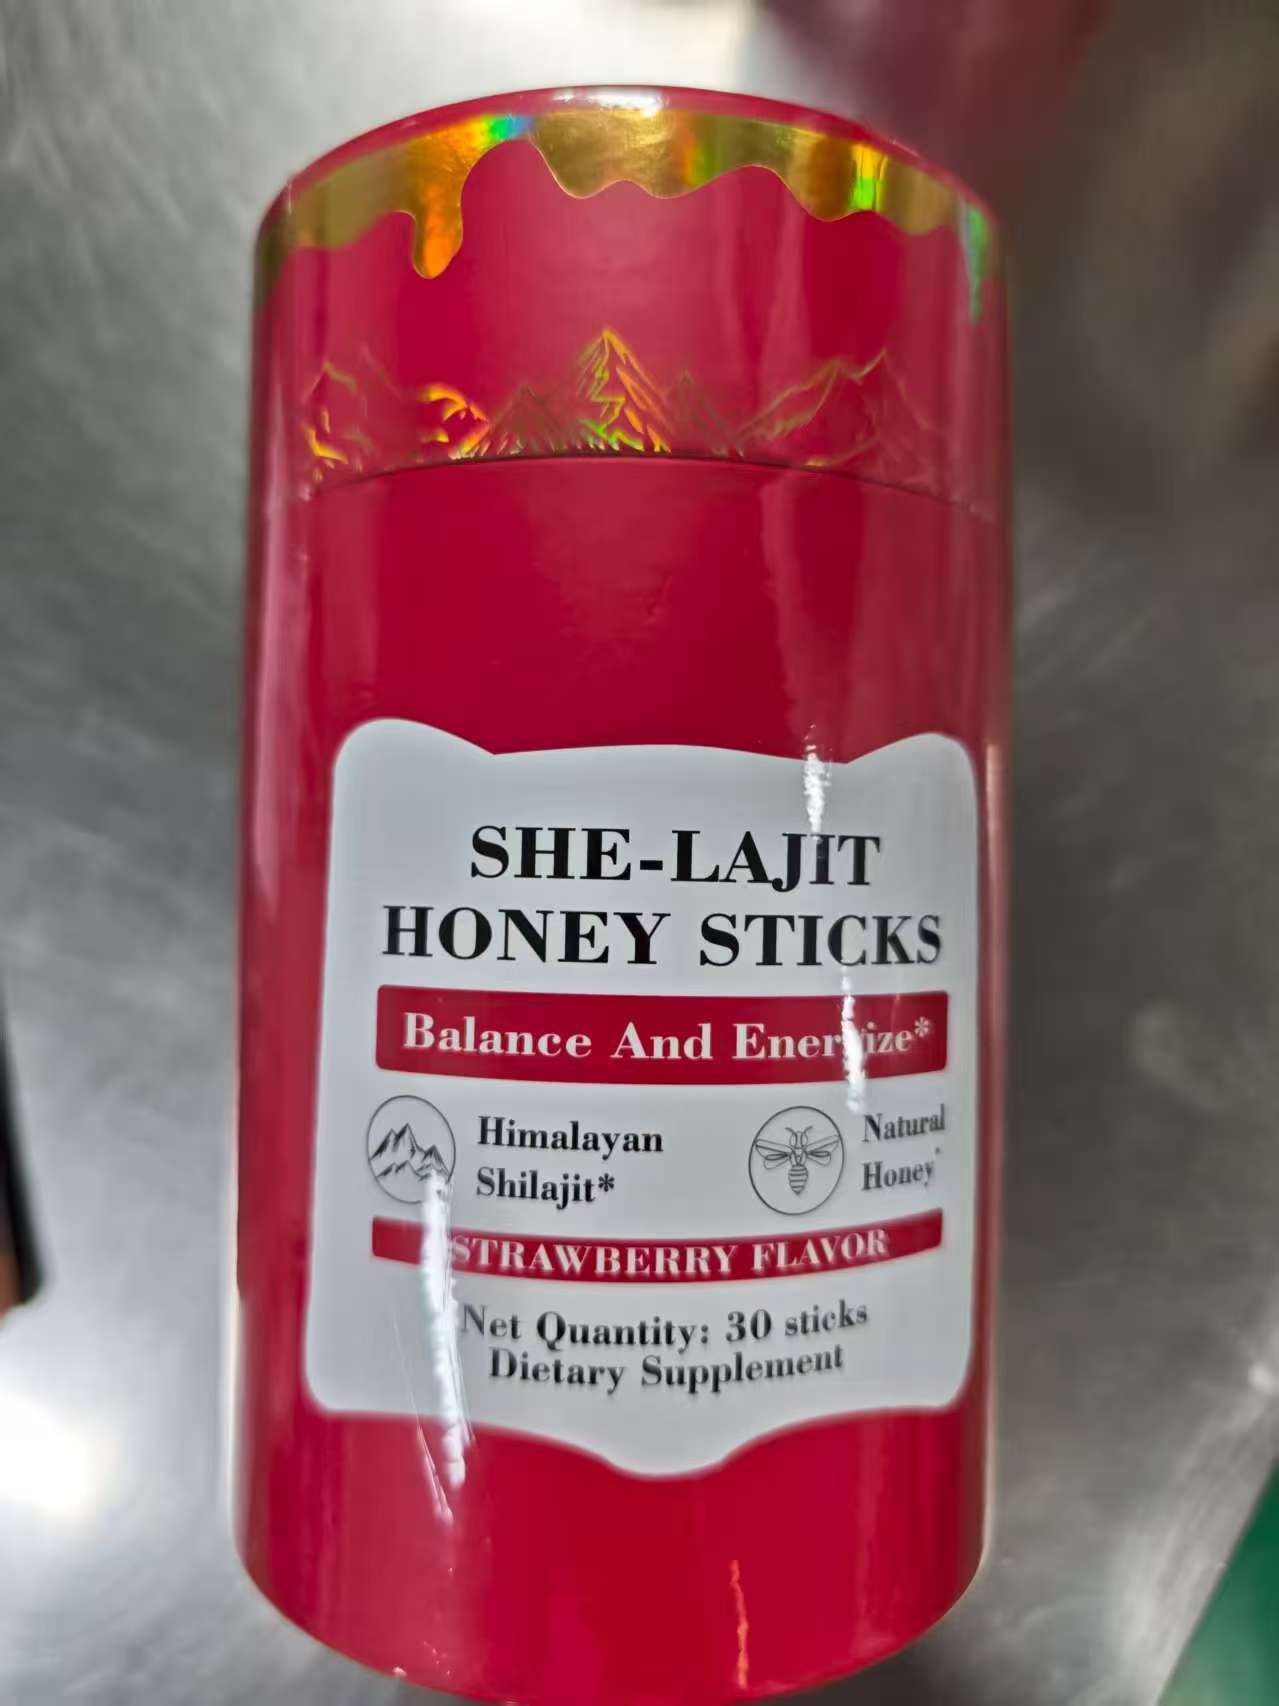 SHE-LAJIT
HONEY STICKS
Balance And Energize*
Himalayan
Shilajit*
Natural
Honey*
STRAWBERRY FLAVOR
Net Quantity: 30 sticks
Dietary Supplement